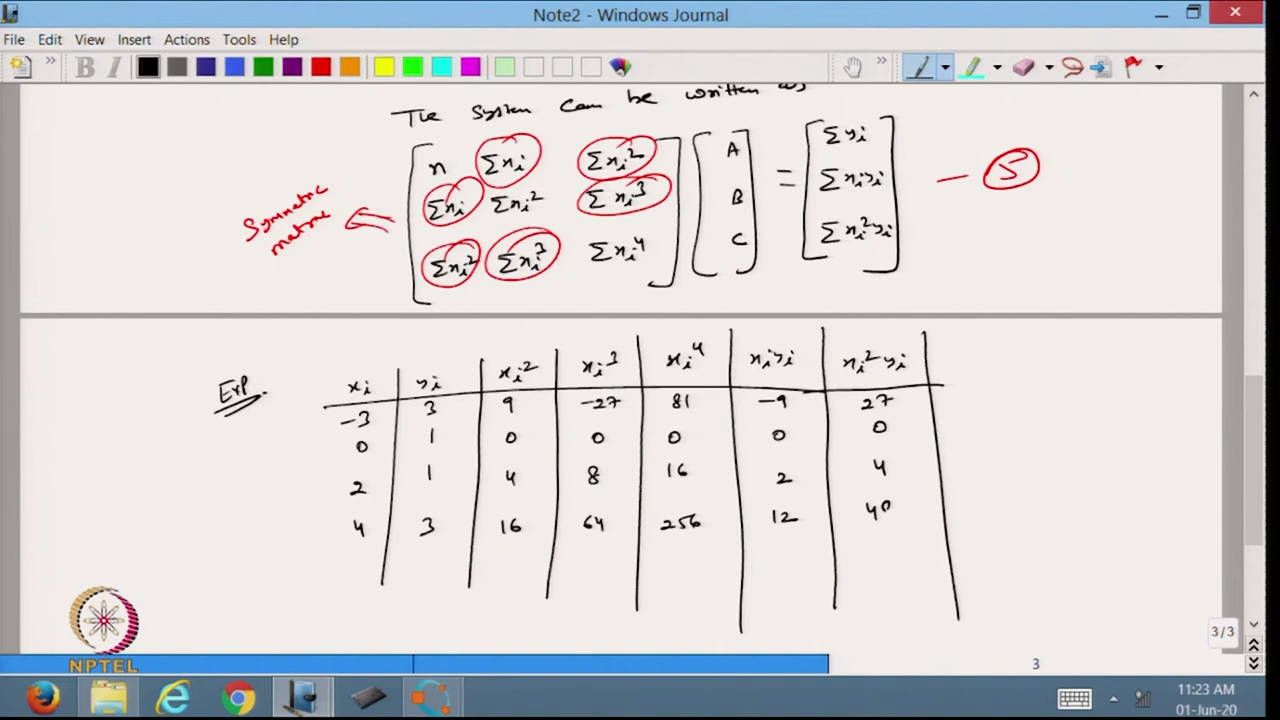 Note2 - Windows Journal
File Edit View Insert Actions Tools Help
The system can be written as
n Σxi Σxi² A Σyi
Symmetric Σxi Σxi² Σxi³ B = Σxiyi — 5
matrix Σxi² Σxi³ Σxi⁴ C Σxi²yi
Exp xi yi xi² xi³ xi⁴ xiyi xi²yi
-3 3 9 -27 81 -9 27
0 1 0 0 0 0 0
2 1 4 8 16 2 4
4 3 16 64 256 12
NPTEL
3/3
3
11:23 AM
01-Jun-20